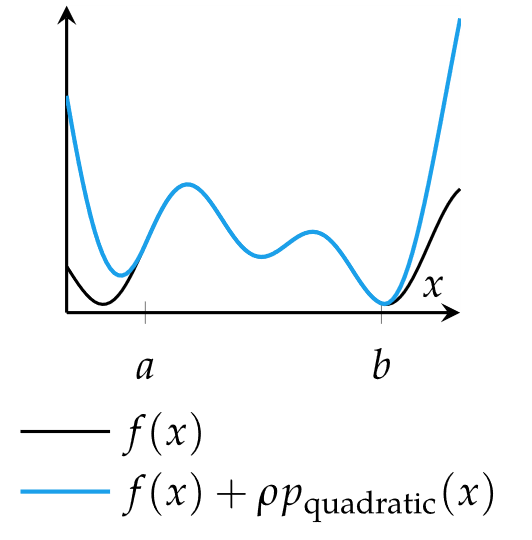 x
a b
f(x)
f(x) + ρp_quadratic(x)